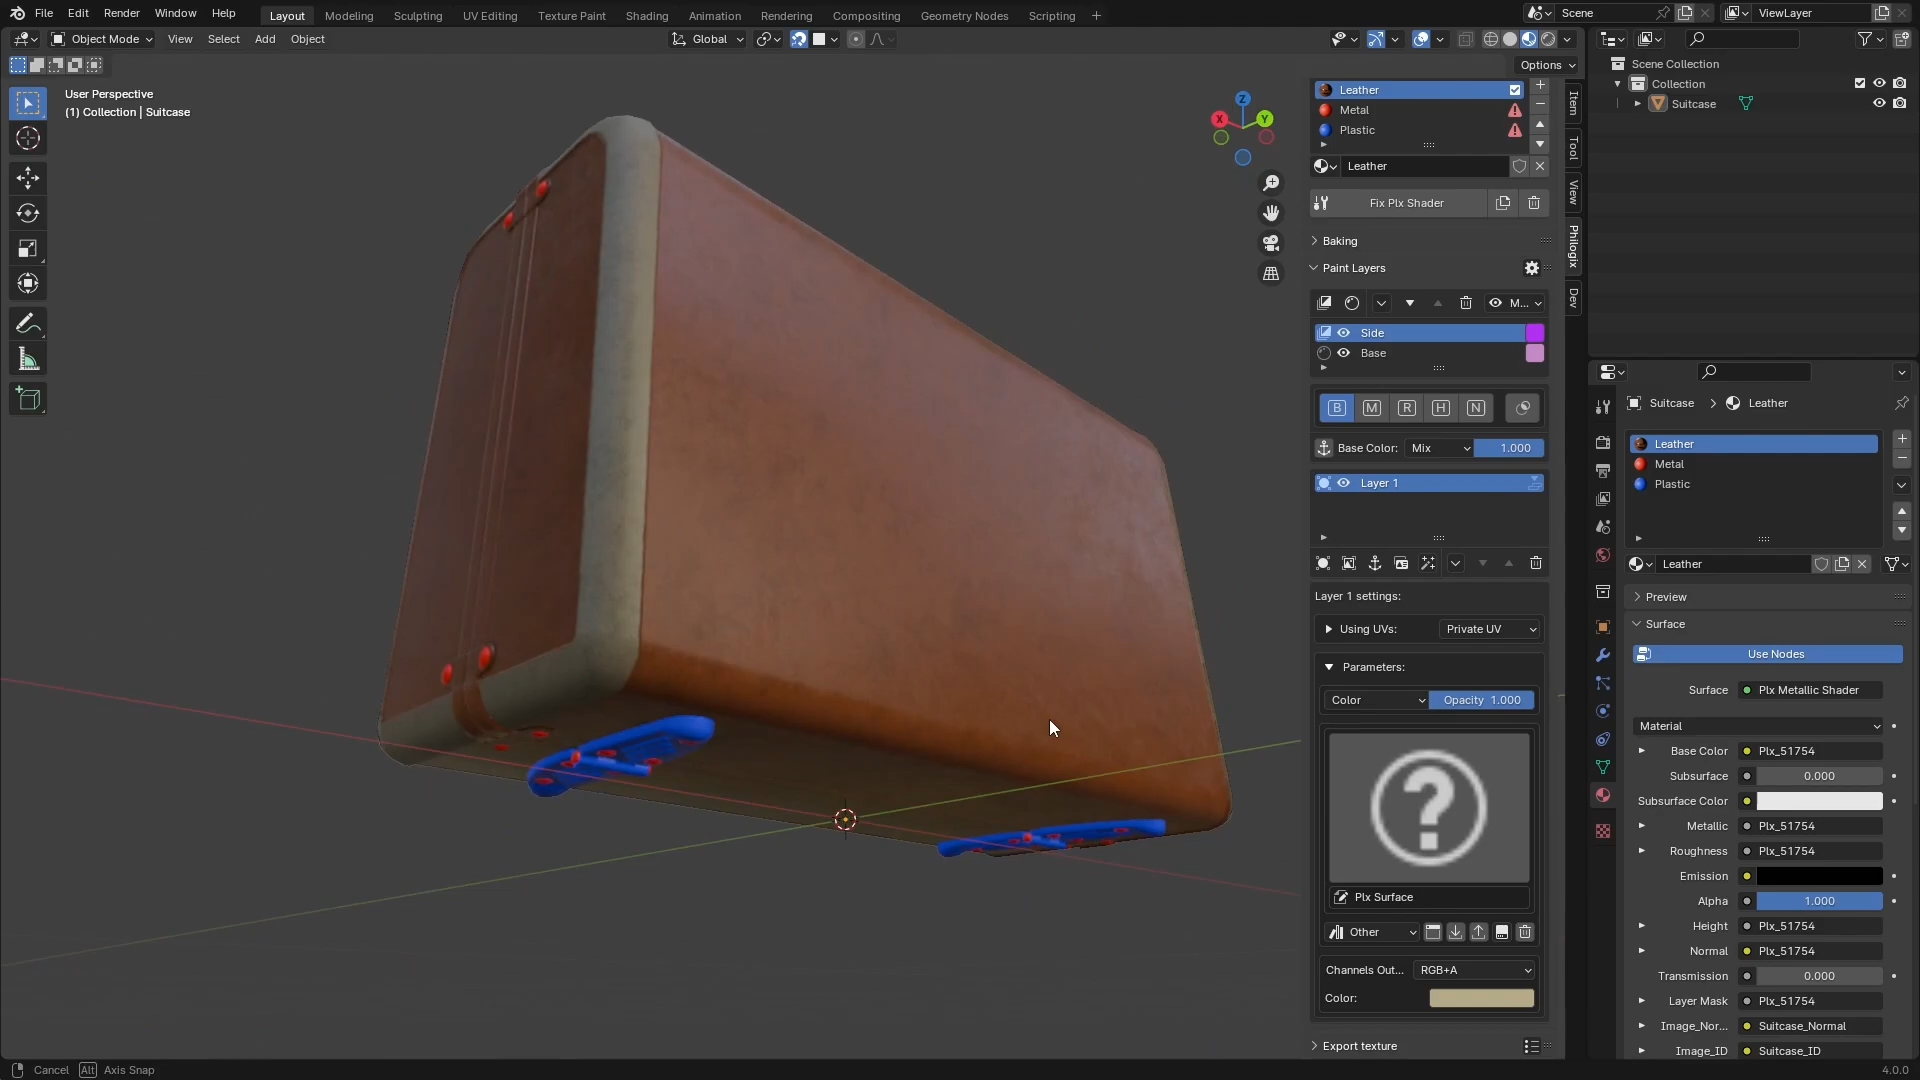 File Edit Render Window Help Layout Modeling Sculpting UV Editing Texture Paint Shading Animation Rendering Compositing Geometry Nodes Scripting Scene ViewLayer
Object Mode View Select Add Object Global
Options
User Perspective
(1) Collection | Suitcase
X
Y
Z
Leather
Metal
Plastic
Leather
Fix Plx Shader
Baking
Paint Layers
M...
Side
Base
B M R H N
Base Color: Mix 1.000
Layer 1
Layer 1 settings:
Using UVs: Private UV
Parameters:
Color Opacity 1.000
?
Plx Surface
Other
Channels Out... RGB+A
Color:
Export texture
Item
Tool
View
Philogix
Dev
Scene Collection
Collection
Suitcase
Suitcase Leather
Leather
Metal
Plastic
Leather
Preview
Surface
Use Nodes
Surface Plx Metallic Shader
Material
Base Color Plx_51754
Subsurface 0.000
Subsurface Color
Metallic Plx_51754
Roughness Plx_51754
Emission
Alpha 1.000
Height Plx_51754
Normal Plx_51754
Transmission 0.000
Layer Mask Plx_51754
Image_Nor... Suitcase_Normal
Image_ID Suitcase_ID
Cancel Alt Axis Snap 4.0.0